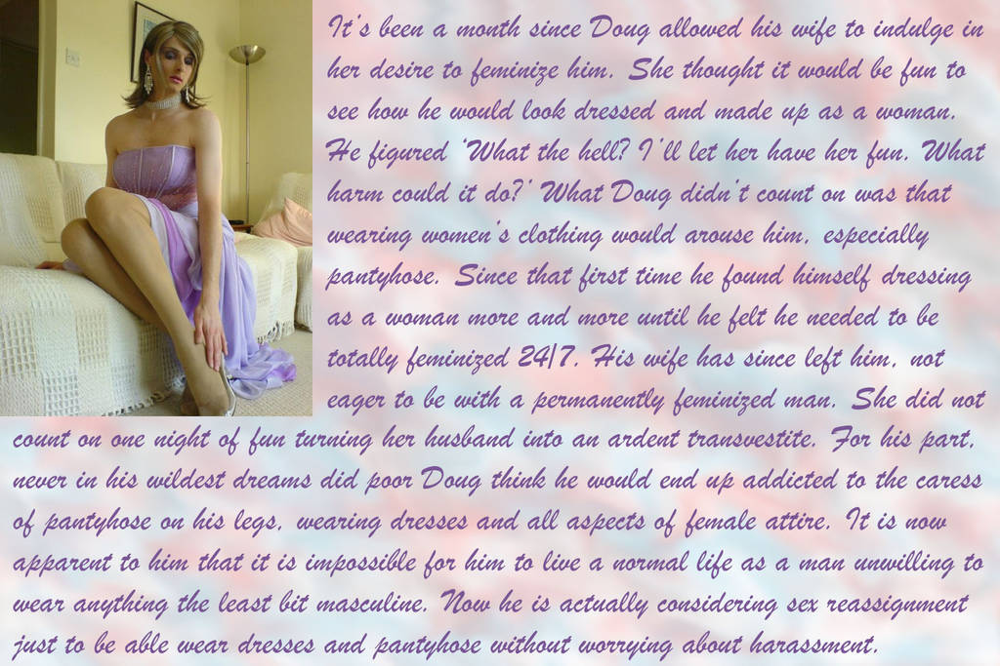 It's been a month since Doug allowed his wife to indulge in
her desire to feminize him. She thought it would be fun to
see how he would look dressed and made up as a woman.
He figured 'What the hell? I'll let her have her fun. What
harm could it do?' What Doug didn't count on was that
wearing women's clothing would arouse him, especially
pantyhose. Since that first time he found himself dressing
as a woman more and more until he felt he needed to be
totally feminized 24/7. His wife has since left him, not
eager to be with a permanently feminized man. She did not
count on one night of fun turning her husband into an ardent transvestite. For his part,
never in his wildest dreams did poor Doug think he would end up addicted to the caress
of pantyhose on his legs, wearing dresses and all aspects of female attire. It is now
apparent to him that it is impossible for him to live a normal life as a man unwilling to
wear anything the least bit masculine. Now he is actually considering sex reassignment
just to be able wear dresses and pantyhose without worrying about harassment.